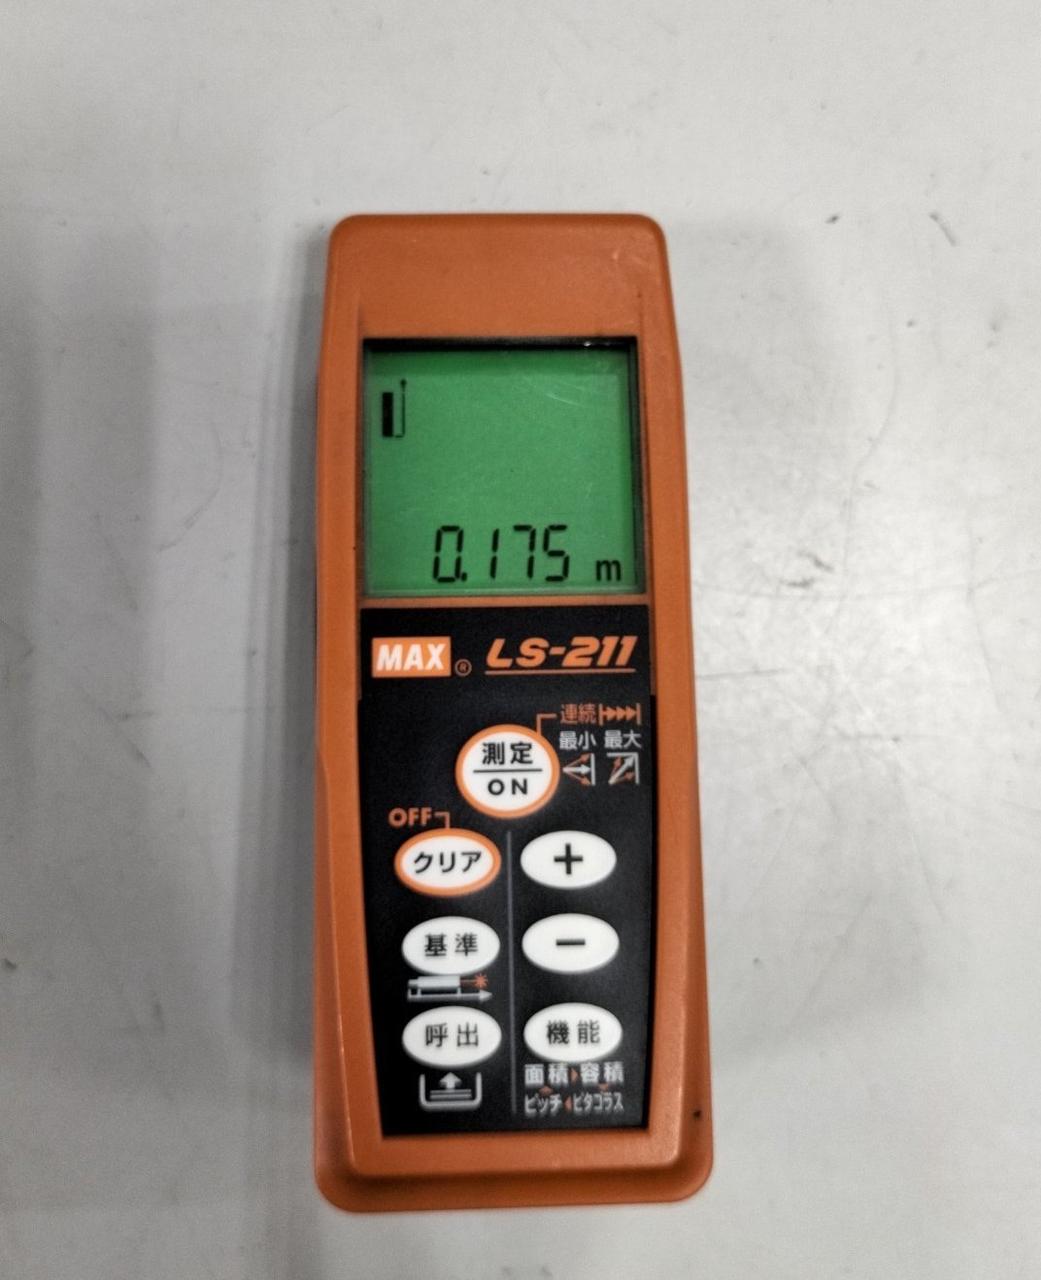 0.175 m
MAX® LS-211
連続
最小 最大
測定
ON
OFF
クリア
+
基準
−
呼出
機能
面積 容積
ピッチ ピタゴラス